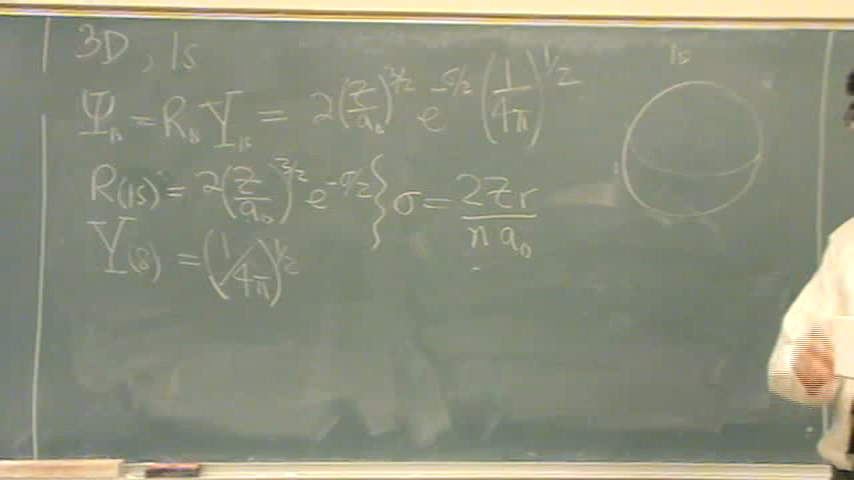 3D, 1s
1s
Ψ₁ₛ = R₁ₛ Y₁ₛ = 2(Z/a₀)^3/2 e^-σ/2 (1/4π)^1/2
R(1s) = 2(Z/a₀)^3/2 e^-σ/2 } σ = 2Zr/n a₀
Y(s) = (1/4π)^1/2